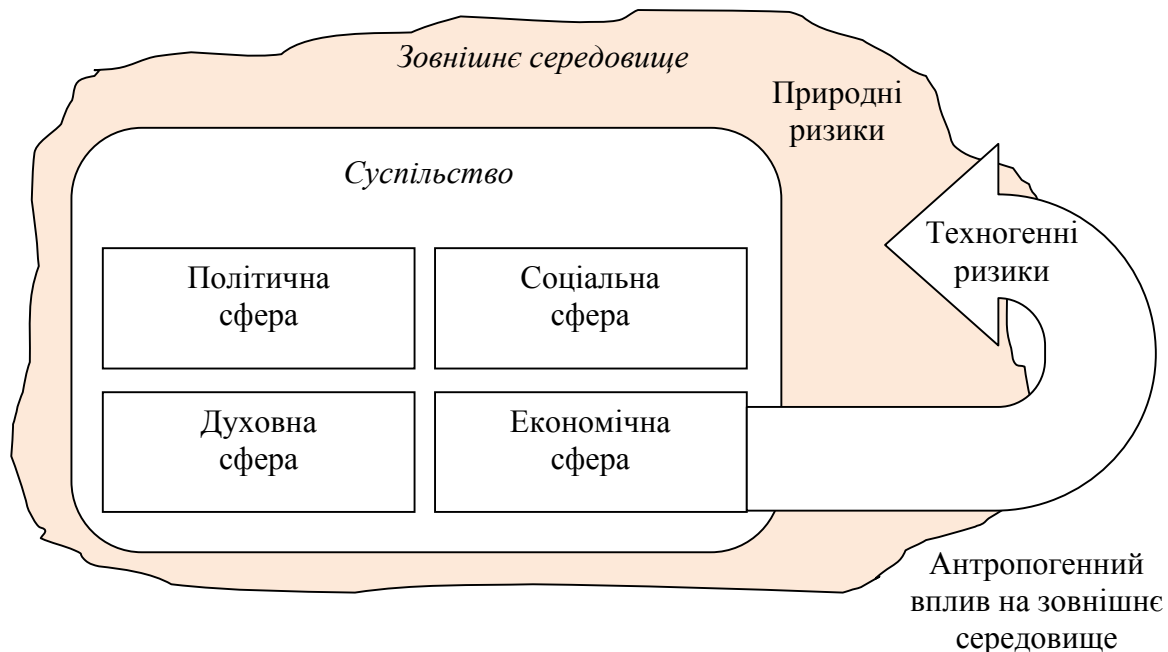 Зовнішнє середовище
Природні
ризики
Суспільство
Техногенні
ризики
Політична
сфера
Соціальна
сфера
Духовна
сфера
Економічна
сфера
Антропогенний
вплив на зовнішнє
середовище